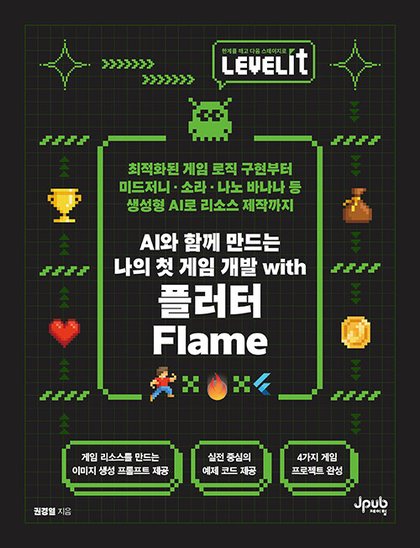 한계를 깨고 다음 스테이지로
LEVELit
최적화된 게임 로직 구현부터
미드저니 · 소라 · 나노 바나나 등
생성형 AI로 리소스 제작까지
AI와 함께 만드는
나의 첫 게임 개발 with
플러터
Flame
게임 리소스를 만드는
이미지 생성 프롬프트 제공
실전 중심의
예제 코드 제공
4가지 게임
프로젝트 완성
권경열 지음
Jpub
제이펍